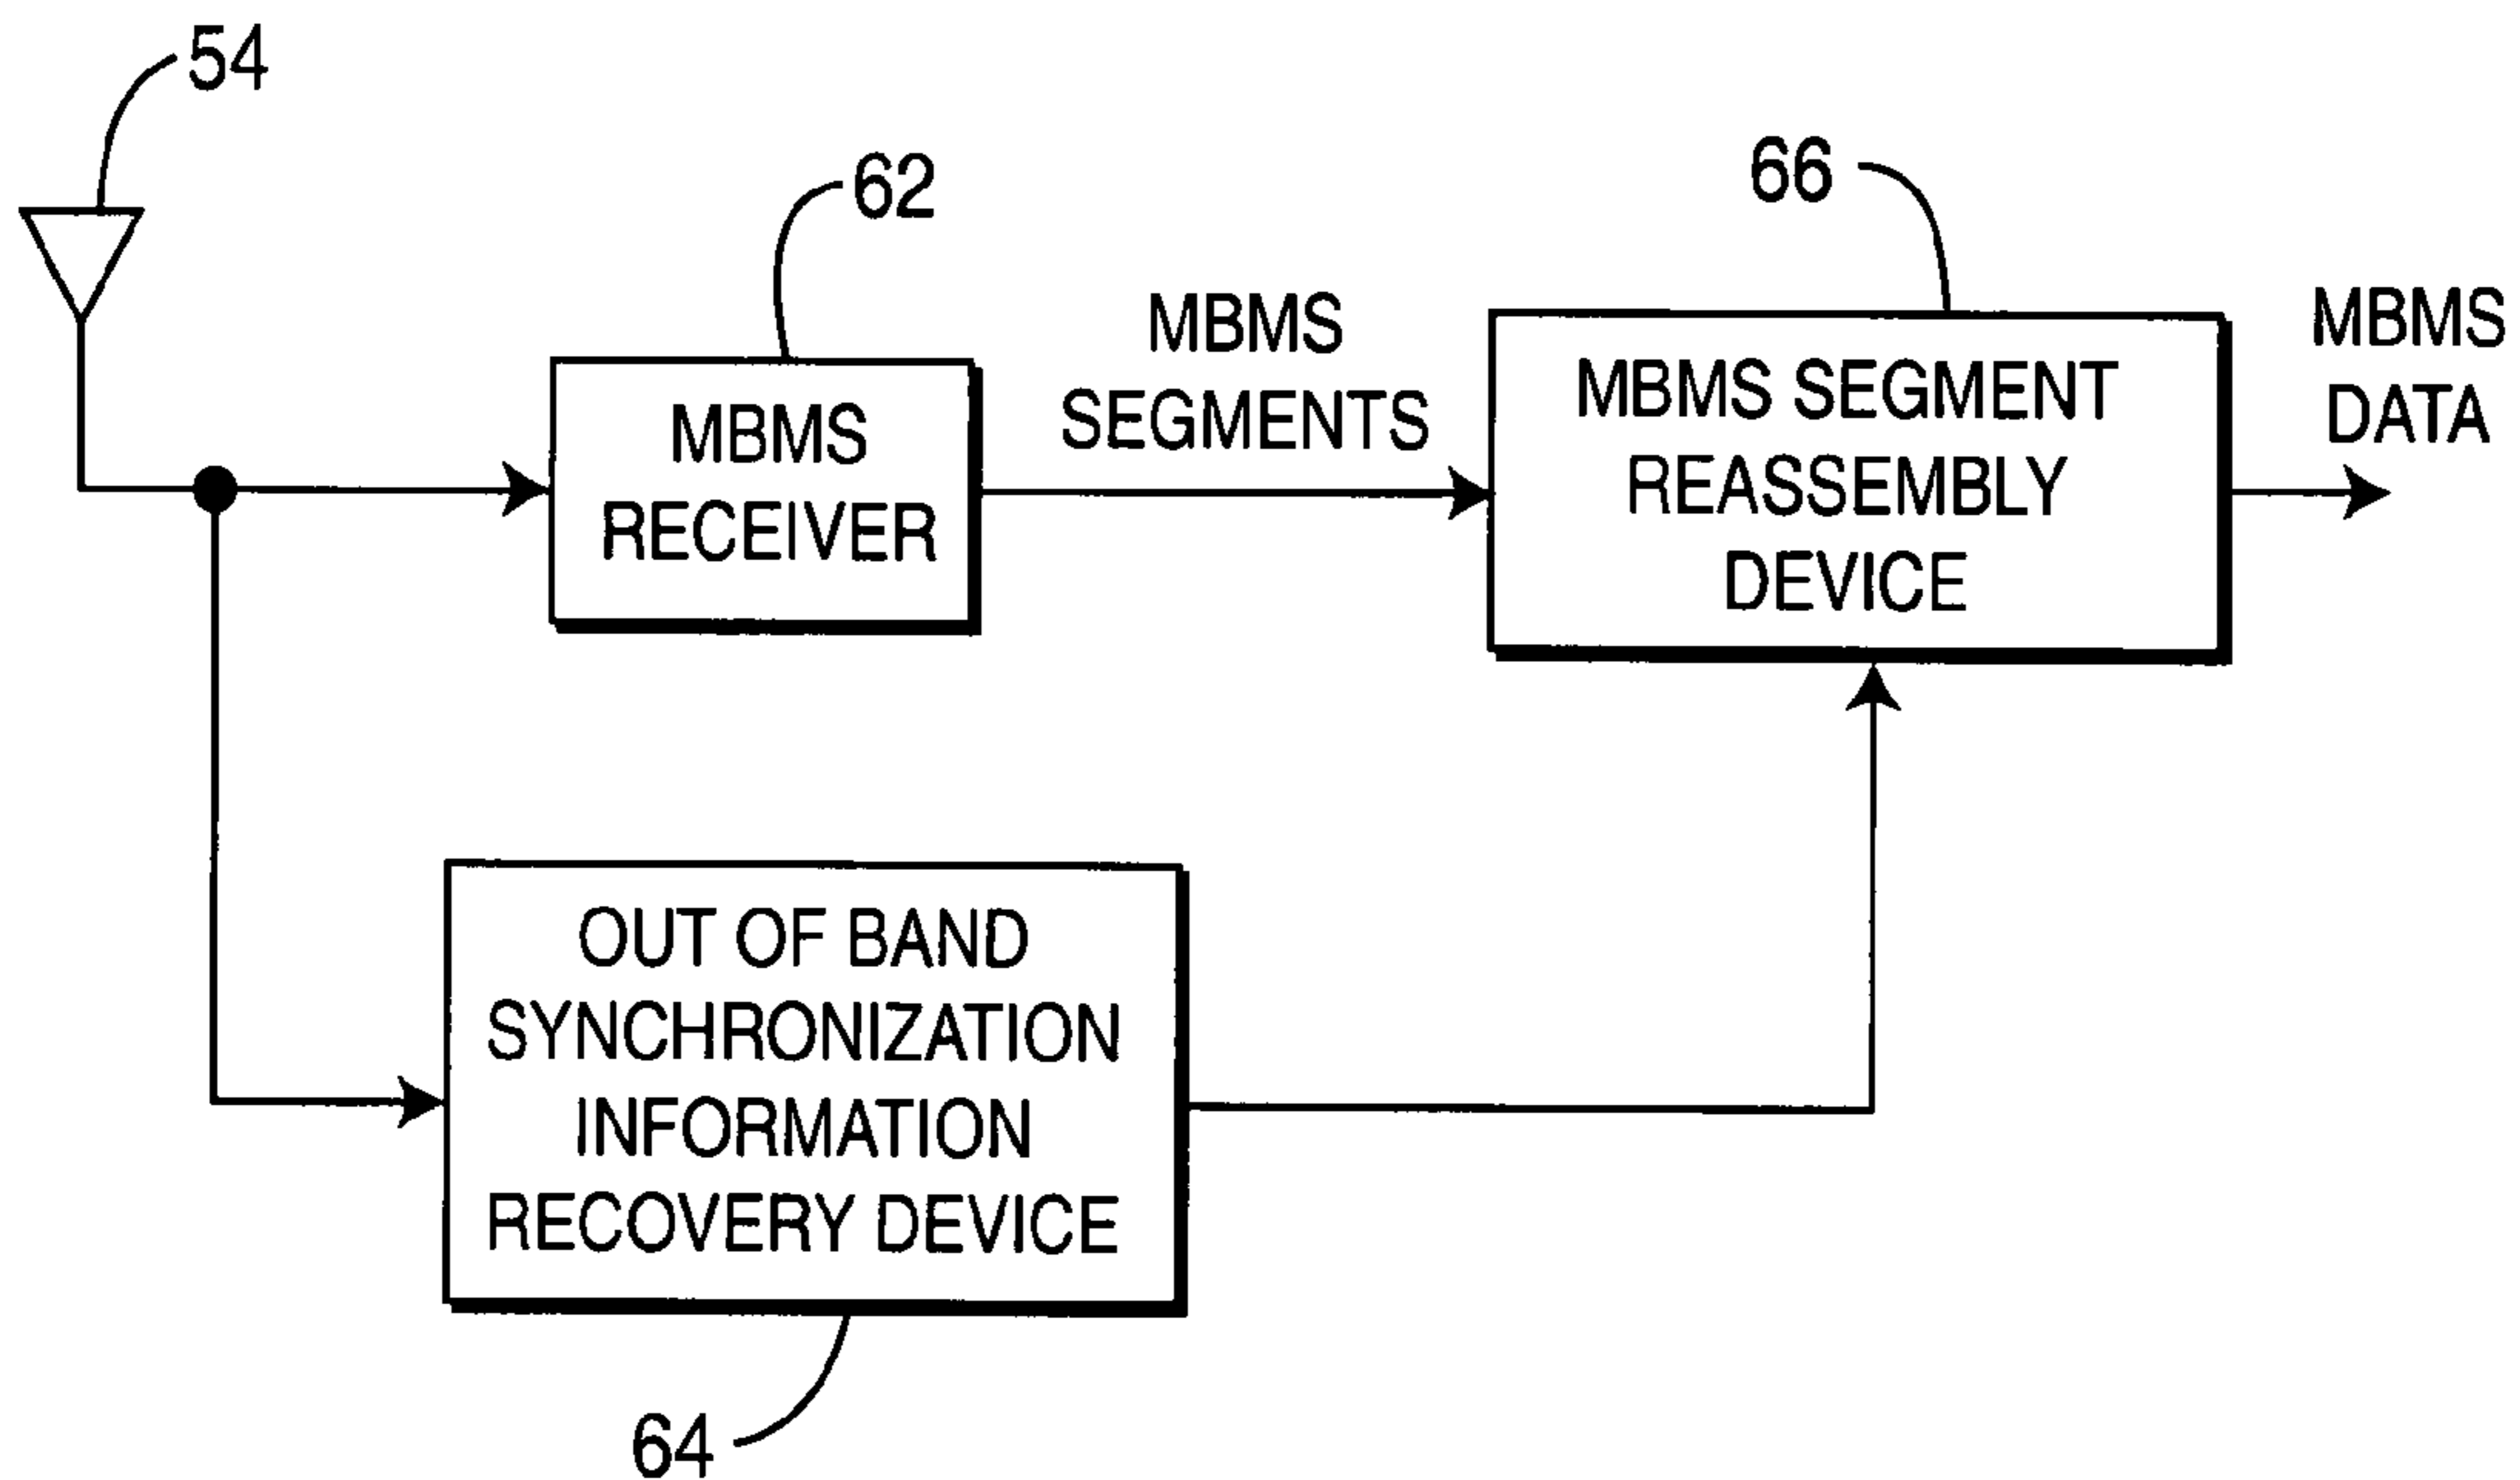 54
62
66
MBMS
SEGMENTS
MBMS
DATA
MBMS
RECEIVER
MBMS SEGMENT
REASSEMBLY
DEVICE
OUT OF BAND
SYNCHRONIZATION
INFORMATION
RECOVERY DEVICE
64